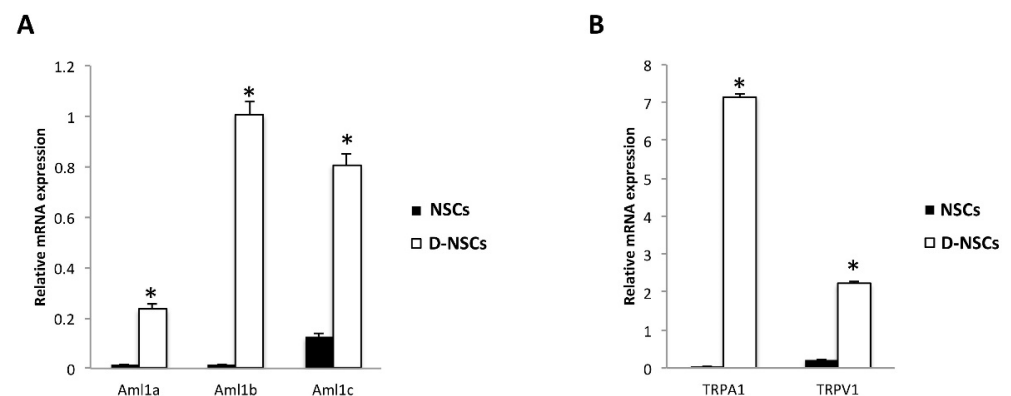 A
Relative mRNA expression
1.2
1
0.8
0.6
0.4
0.2
0
*
*
*
Aml1a Aml1b Aml1c
NSCs
D-NSCs
B
Relative mRNA expression
8
7
6
5
4
3
2
1
0
*
*
TRPA1 TRPV1
NSCs
D-NSCs